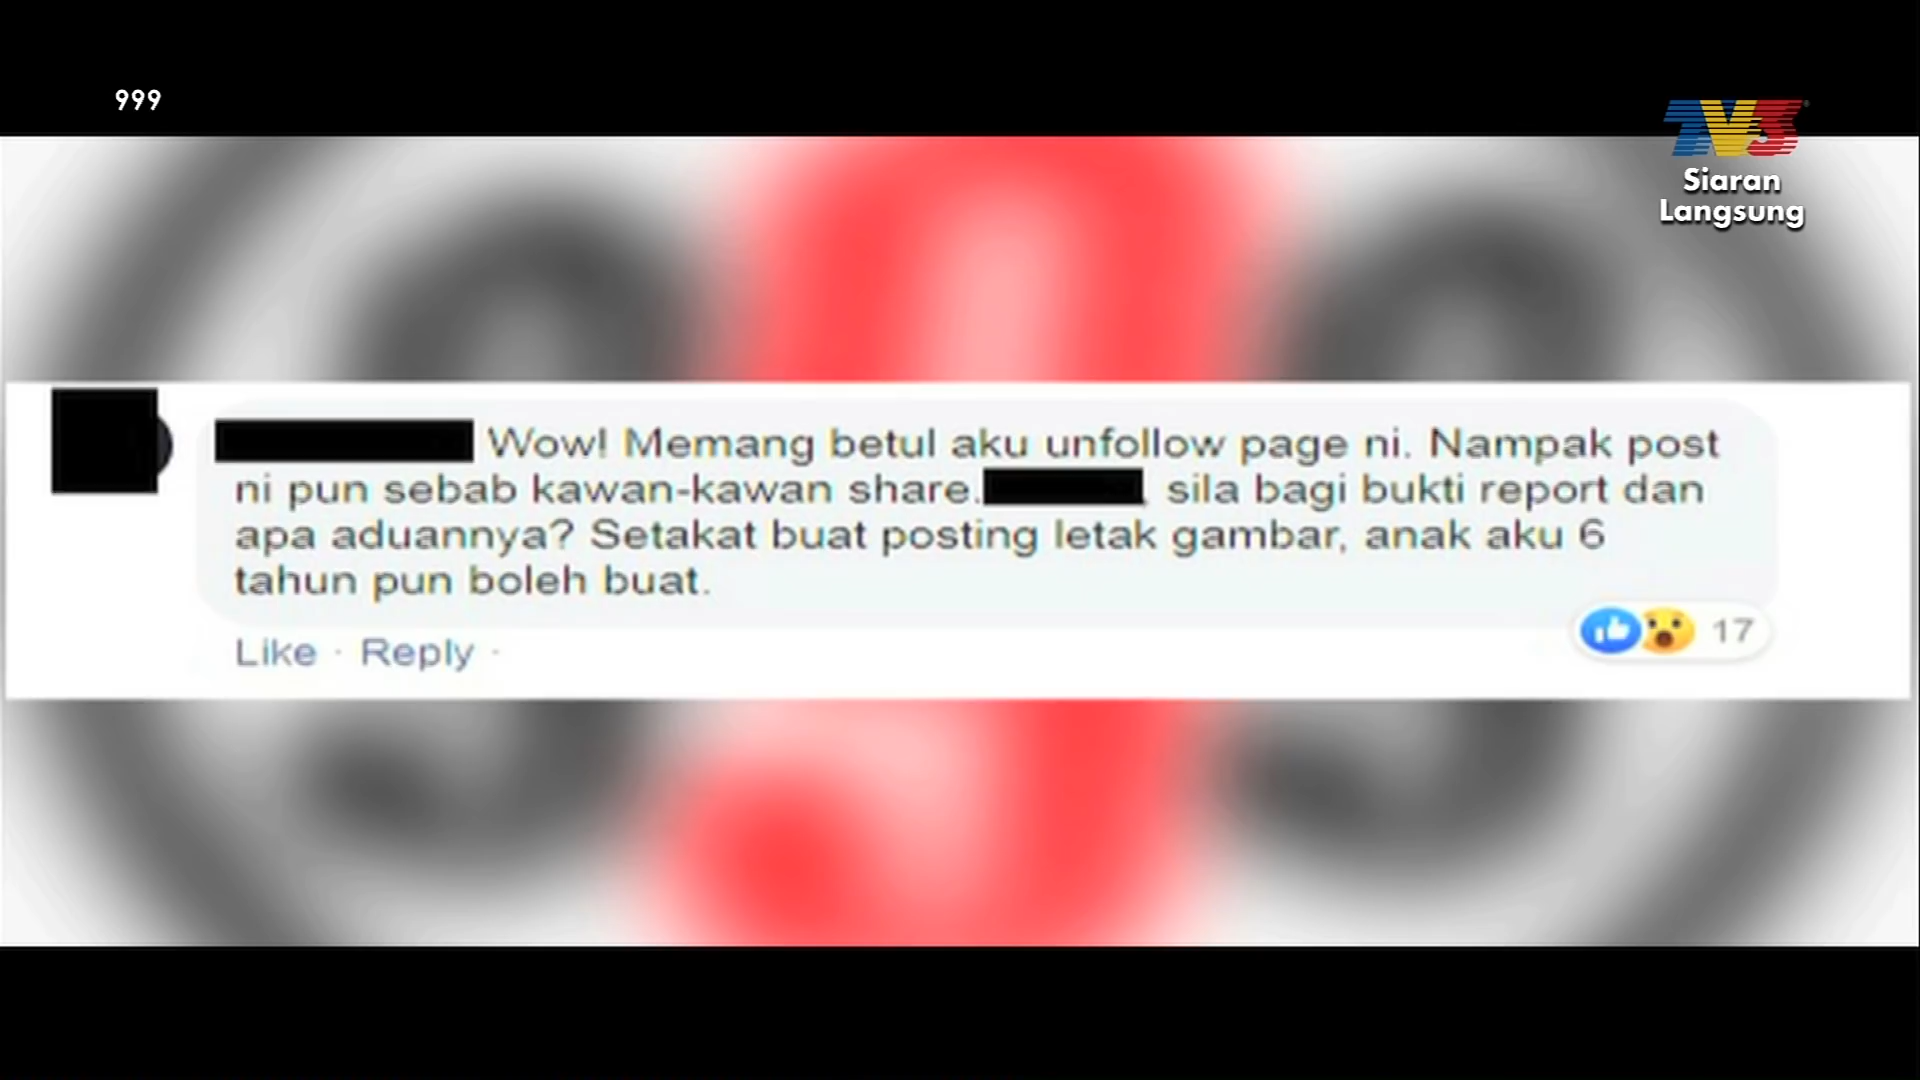 999
TV3
Siaran
Langsung
Wow! Memang betul aku unfollow page ni. Nampak post
ni pun sebab kawan-kawan share. sila bagi bukti report dan
apa aduannya? Setakat buat posting letak gambar, anak aku 6
tahun pun boleh buat.
Like · Reply ·
17